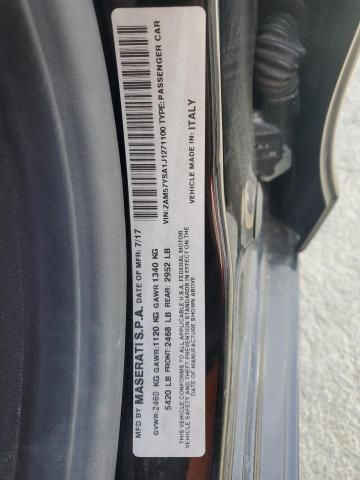 MFD BY MASERATI S.P.A. DATE OF MFR: 7/17
GVWR:2460 KG GAWR:1120 KG GAWR 1340 KG
5420 LB FRONT:2468 LB REAR: 2952 LB
THIS VEHICLE CONFORMS TO ALL APPLICABLE U.S.A. FEDERAL MOTOR
VEHICLE SAFETY AND THEFT PREVENTION STANDARDS IN EFFECT ON THE
DATE OF MANUFACTURE SHOWN ABOVE
VIN:ZAM57YSA1J1271100 TYPE:PASSENGER CAR
VEHICLE MADE IN: ITALY